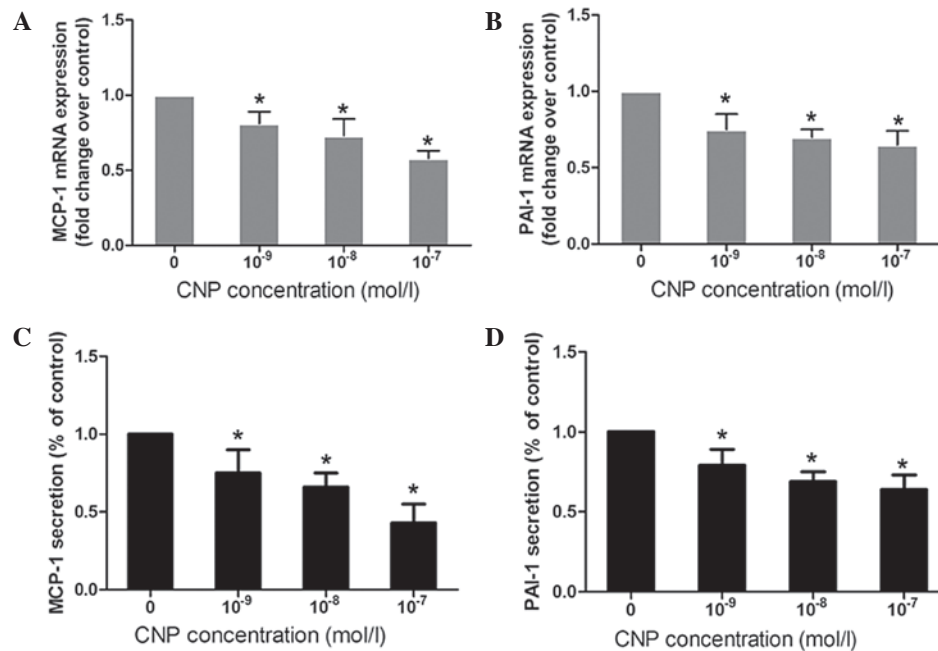 A
MCP-1 mRNA expression
(fold change over control)
1.5
1.0
0.5
0.0
* * *
0 10⁻⁹ 10⁻⁸ 10⁻⁷
CNP concentration (mol/l)
B
PAI-1 mRNA expression
(fold change over control)
1.5
1.0
0.5
0.0
* * *
0 10⁻⁹ 10⁻⁸ 10⁻⁷
CNP concentration (mol/l)
C
MCP-1 secretion (% of control)
1.5
1.0
0.5
0.0
* * *
0 10⁻⁹ 10⁻⁸ 10⁻⁷
CNP concentration (mol/l)
D
PAI-1 secretion (% of control)
1.5
1.0
0.5
0.0
* * *
0 10⁻⁹ 10⁻⁸ 10⁻⁷
CNP concentration (mol/l)